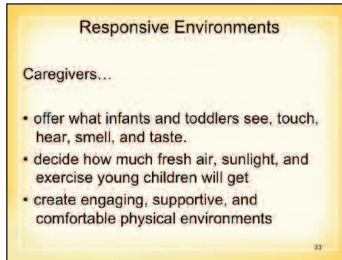 Responsive Environments
Caregivers…
• offer what infants and toddlers see, touch,
hear, smell, and taste.
• decide how much fresh air, sunlight, and
exercise young children will get
• create engaging, supportive, and
comfortable physical environments
33